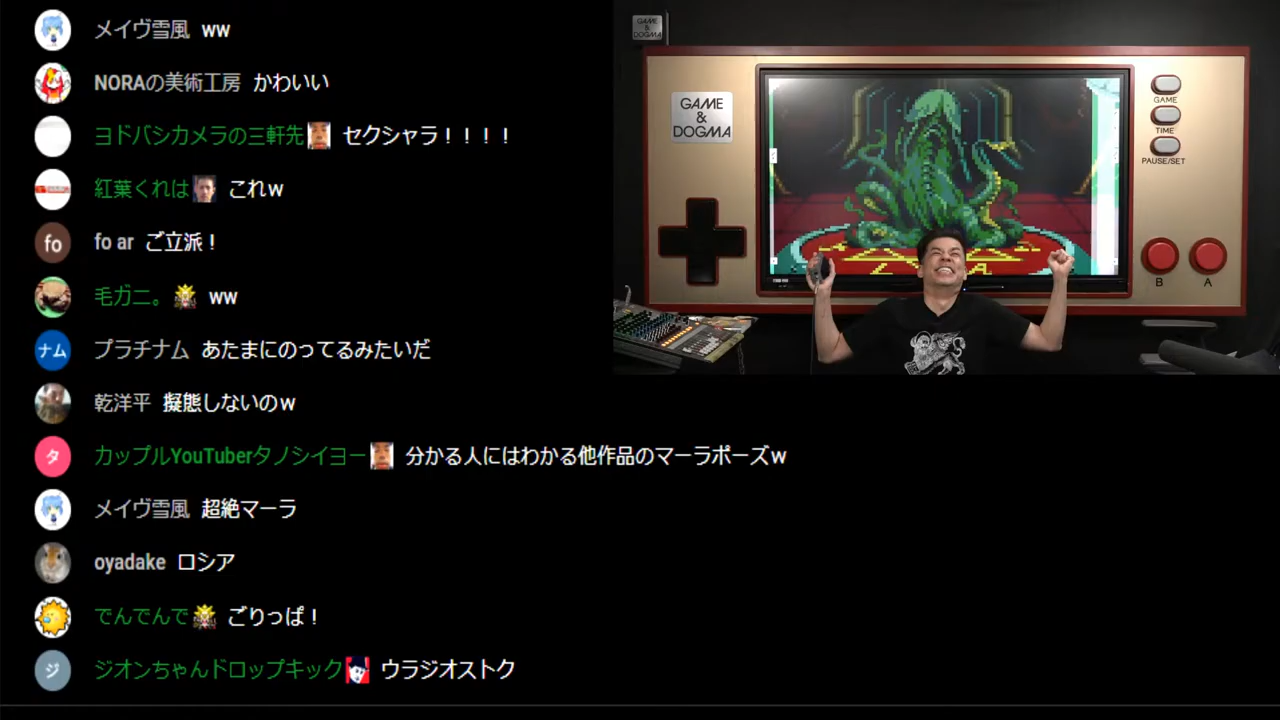 メイヴ雪風 ww
NORAの美術工房 かわいい
ヨドバシカメラの三軒先 セクシャラ！！！！
紅葉くれは これw
fo ar ご立派！
毛ガニ。 ww
プラチナム あたまにのってるみたいだ
乾洋平 擬態しないのw
カップルYouTuberタノシイヨー 分かる人にはわかる他作品のマーラポーズw
メイヴ雪風 超絶マーラ
oyadake ロシア
でんでんで ごりっぱ！
ジオンちゃんドロップキック ウラジオストク
fo
ナム
タ
ジ
GAME
&
DOGMA
GAME
&
DOGMA
GAME
TIME
PAUSE/SET
B
A